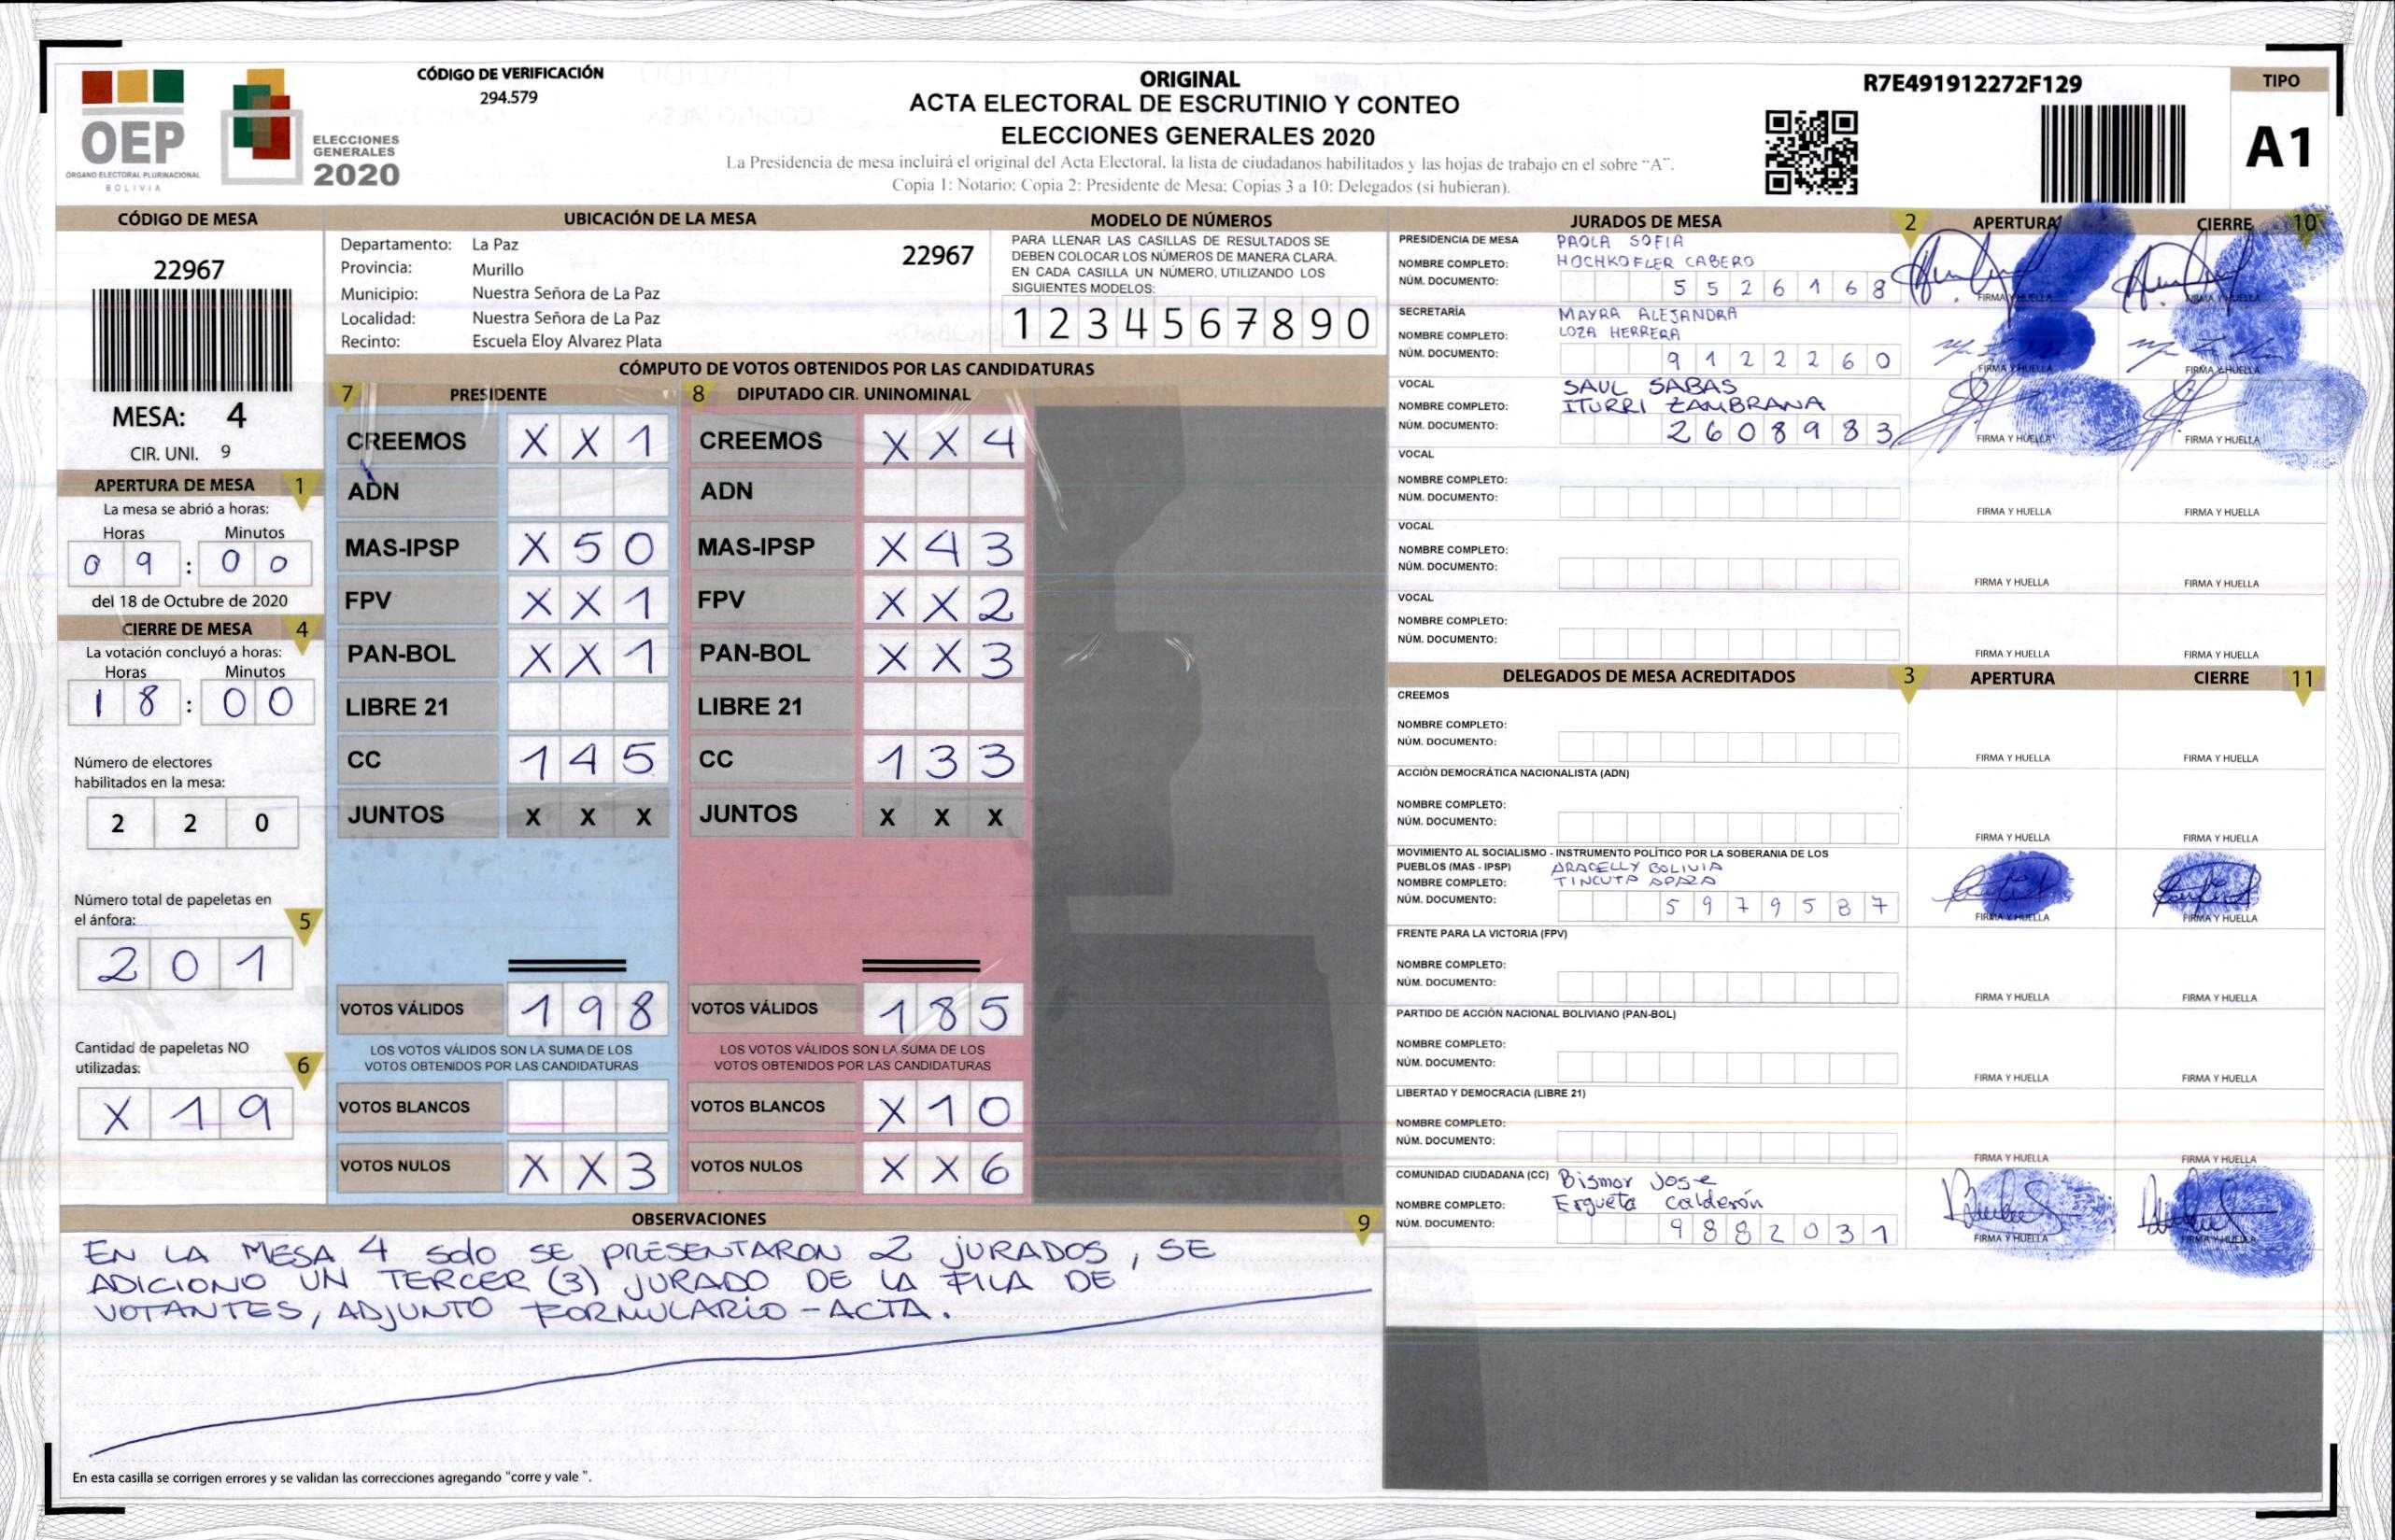 OEP
ÓRGANO ELECTORAL PLURINACIONAL
BOLIVIA
ELECCIONES
GENERALES
2020
CÓDIGO DE VERIFICACIÓN
294.579
ORIGINAL
ACTA ELECTORAL DE ESCRUTINIO Y CONTEO
ELECCIONES GENERALES 2020
La Presidencia de mesa incluirá el original del Acta Electoral, la lista de ciudadanos habilitados y las hojas de trabajo en el sobre "A".
Copia 1: Notario; Copia 2: Presidente de Mesa; Copias 3 a 10: Delegados (si hubieran).
R7E491912272F129
TIPO
A1
CÓDIGO DE MESA
22967
MESA: 4
CIR. UNI. 9
APERTURA DE MESA 1
La mesa se abrió a horas:
Horas Minutos
0 9 : 0 0
del 18 de Octubre de 2020
CIERRE DE MESA 4
La votación concluyó a horas:
Horas Minutos
1 8 : 0 0
Número de electores
habilitados en la mesa:
2 2 0
Número total de papeletas en
el ánfora: 5
2 0 1
Cantidad de papeletas NO
utilizadas: 6
X 1 9
UBICACIÓN DE LA MESA
Departamento: La Paz 22967
Provincia: Murillo
Municipio: Nuestra Señora de La Paz
Localidad: Nuestra Señora de La Paz
Recinto: Escuela Eloy Alvarez Plata
MODELO DE NÚMEROS
PARA LLENAR LAS CASILLAS DE RESULTADOS SE
DEBEN COLOCAR LOS NÚMEROS DE MANERA CLARA.
EN CADA CASILLA UN NÚMERO, UTILIZANDO LOS
SIGUIENTES MODELOS:
1 2 3 4 5 6 7 8 9 0
CÓMPUTO DE VOTOS OBTENIDOS POR LAS CANDIDATURAS
7 PRESIDENTE 8 DIPUTADO CIR. UNINOMINAL
CREEMOS X X 1 CREEMOS X X 4
ADN ADN
MAS-IPSP X 5 0 MAS-IPSP X 4 3
FPV X X 1 FPV X X 2
PAN-BOL X X 1 PAN-BOL X X 3
LIBRE 21 LIBRE 21
CC 1 4 5 CC 1 3 3
JUNTOS X X X JUNTOS X X X
VOTOS VÁLIDOS 1 9 8 VOTOS VÁLIDOS 1 8 5
LOS VOTOS VÁLIDOS SON LA SUMA DE LOS LOS VOTOS VÁLIDOS SON LA SUMA DE LOS
VOTOS OBTENIDOS POR LAS CANDIDATURAS VOTOS OBTENIDOS POR LAS CANDIDATURAS
VOTOS BLANCOS VOTOS BLANCOS X 1 0
VOTOS NULOS X X 3 VOTOS NULOS X X 6
OBSERVACIONES 9
EN LA MESA 4 solo SE PRESENTARON 2 JURADOS, SE
ADICIONO UN TERCER (3) JURADO DE LA FILA DE
VOTANTES, ADJUNTO FORMULARIO - ACTA.
En esta casilla se corrigen errores y se validan las correcciones agregando "corre y vale ".
JURADOS DE MESA 2 APERTURA CIERRE 10
PRESIDENCIA DE MESA PAOLA SOFIA
NOMBRE COMPLETO: HOCHKOFLER CABERO
NÚM. DOCUMENTO: 5 5 2 6 1 6 8
FIRMA Y HUELLA FIRMA Y HUELLA
SECRETARÍA MAYRA ALEJANDRA
NOMBRE COMPLETO: LOZA HERRERA
NÚM. DOCUMENTO: 9 1 2 2 2 6 0
FIRMA Y HUELLA FIRMA Y HUELLA
VOCAL SAUL SABAS
NOMBRE COMPLETO: ITURRI ZAMBRANA
NÚM. DOCUMENTO: 2 6 0 8 9 8 3
FIRMA Y HUELLA FIRMA Y HUELLA
VOCAL
NOMBRE COMPLETO:
NÚM. DOCUMENTO:
FIRMA Y HUELLA FIRMA Y HUELLA
VOCAL
NOMBRE COMPLETO:
NÚM. DOCUMENTO:
FIRMA Y HUELLA FIRMA Y HUELLA
VOCAL
NOMBRE COMPLETO:
NÚM. DOCUMENTO:
FIRMA Y HUELLA FIRMA Y HUELLA
DELEGADOS DE MESA ACREDITADOS 3 APERTURA CIERRE 11
CREEMOS
NOMBRE COMPLETO:
NÚM. DOCUMENTO:
FIRMA Y HUELLA FIRMA Y HUELLA
ACCIÓN DEMOCRÁTICA NACIONALISTA (ADN)
NOMBRE COMPLETO:
NÚM. DOCUMENTO:
FIRMA Y HUELLA FIRMA Y HUELLA
MOVIMIENTO AL SOCIALISMO - INSTRUMENTO POLÍTICO POR LA SOBERANIA DE LOS
PUEBLOS (MAS - IPSP) ARACELLY BOLIVIA
NOMBRE COMPLETO: TINCUTA APAZA
NÚM. DOCUMENTO: 5 9 7 9 5 8 7
FIRMA Y HUELLA FIRMA Y HUELLA
FRENTE PARA LA VICTORIA (FPV)
NOMBRE COMPLETO:
NÚM. DOCUMENTO:
FIRMA Y HUELLA FIRMA Y HUELLA
PARTIDO DE ACCIÓN NACIONAL BOLIVIANO (PAN-BOL)
NOMBRE COMPLETO:
NÚM. DOCUMENTO:
FIRMA Y HUELLA FIRMA Y HUELLA
LIBERTAD Y DEMOCRACIA (LIBRE 21)
NOMBRE COMPLETO:
NÚM. DOCUMENTO:
FIRMA Y HUELLA FIRMA Y HUELLA
COMUNIDAD CIUDADANA (CC) Bismar Jose
NOMBRE COMPLETO: Ergueta Calderón
NÚM. DOCUMENTO: 9 8 8 2 0 3 1
FIRMA Y HUELLA FIRMA Y HUELLA